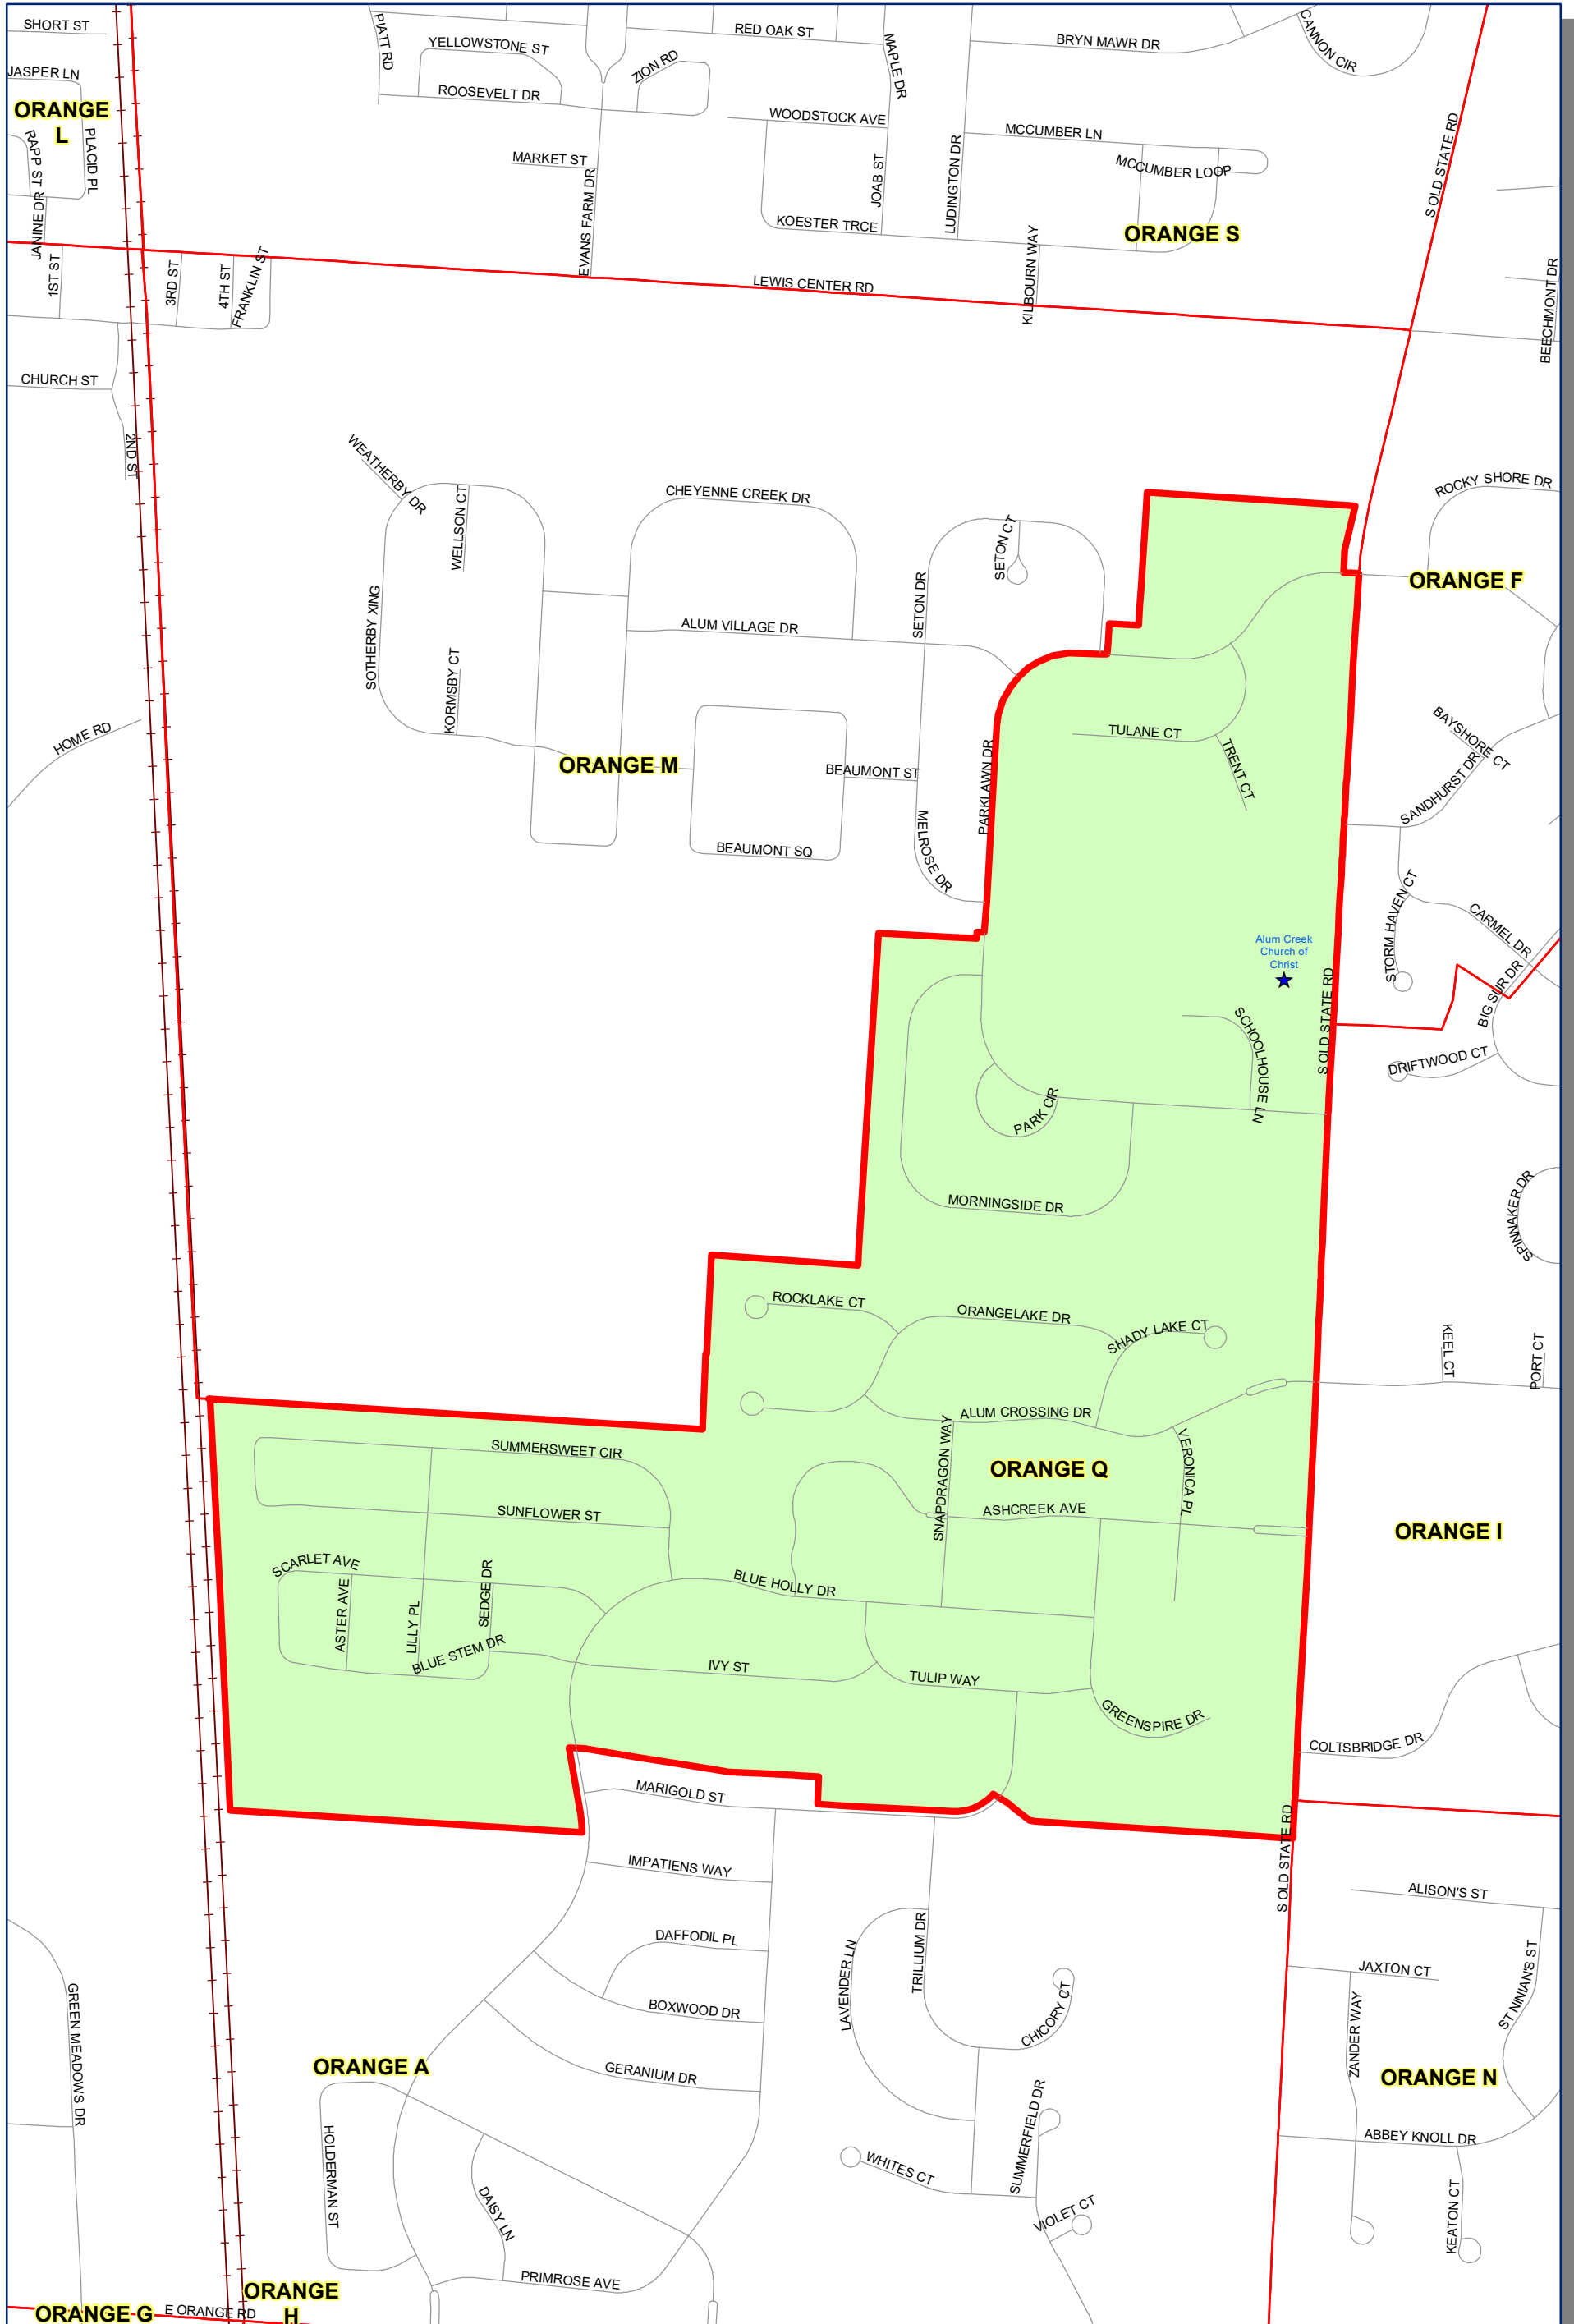 SHORT ST
PIATT RD
YELLOWSTONE ST
ZION RD
RED OAK ST
MAPLE DR
BRYN MAWR DR
CANNON CIR
JASPER LN
ORANGE
L
ROOSEVELT DR
WOODSTOCK AVE
MCCUMBER LN
MCCUMBER LOOP
S OLD STATE RD
RAPP ST
PLACID PL
MARKET ST
JOAB ST
LUDINGTON DR
JANINE DR
EVANS FARM DR
KOESTER TRCE
ORANGE S
1ST ST
3RD ST
4TH ST
FRANKLIN ST
LEWIS CENTER RD
KILBOURN WAY
BEECHMONT DR
CHURCH ST
2ND ST
WEATHERBY DR
WELLSON CT
CHEYENNE CREEK DR
SETON CT
ROCKY SHORE DR
ORANGE F
SOTHERBY XING
ALUM VILLAGE DR
SETON DR
KORMSBY CT
HOME RD
ORANGE M
BEAUMONT ST
PARKLAWN DR
TULANE CT
TRENT CT
BAYSHORE CT
SANDHURST DR
BEAUMONT SQ
MELROSE DR
STORM HAVEN CT
CARMEL DR
Alum Creek
Church of
Christ
BIG SUR DR
S OLD STATE RD
SCHOOLHOUSE LN
DRIFTWOOD CT
PARK CIR
MORNINGSIDE DR
SPINNAKER DR
ROCKLAKE CT
ORANGELAKE DR
SHADY LAKE CT
KEEL CT
PORT CT
ALUM CROSSING DR
SUMMERSWEET CIR
SNAPDRAGON WAY
ORANGE Q
VERONICA PL
SUNFLOWER ST
ASHCREEK AVE
ORANGE I
SCARLET AVE
ASTER AVE
LILLY PL
SEDGE DR
BLUE HOLLY DR
BLUE STEM DR
IVY ST
TULIP WAY
GREENSPIRE DR
COLTSBRIDGE DR
MARIGOLD ST
S OLD STATE RD
IMPATIENS WAY
ALISON'S ST
DAFFODIL PL
LAVENDER LN
TRILLIUM DR
JAXTON CT
ST NINIAN'S ST
GREEN MEADOWS DR
BOXWOOD DR
CHICORY CT
ZANDER WAY
ORANGE A
GERANIUM DR
ORANGE N
SUMMERFIELD DR
HOLDERMAN ST
WHITES CT
ABBEY KNOLL DR
DAISY LN
VIOLET CT
KEATON CT
PRIMROSE AVE
ORANGE
H
ORANGE G
E ORANGE RD